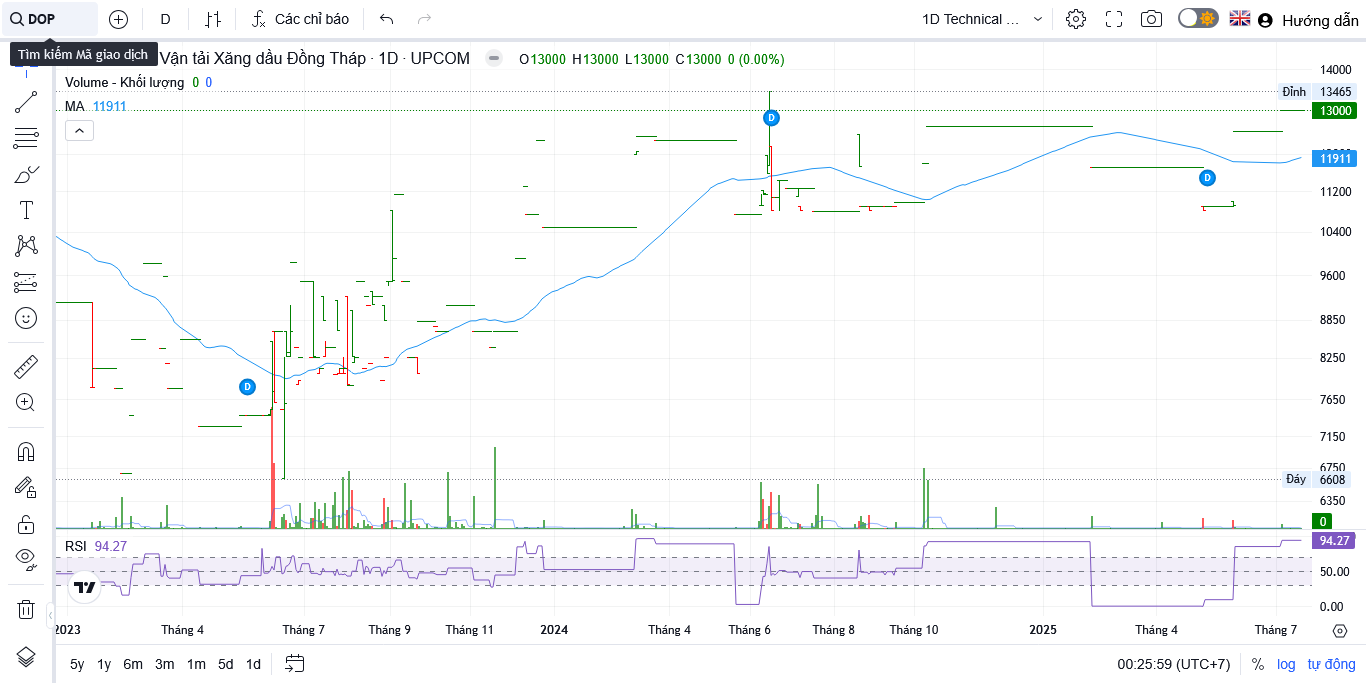 DOP
D
Các chỉ báo
1D Technical ...
Hướng dẫn
Tìm kiếm Mã giao dịch
Vận tải Xăng dầu Đồng Tháp · 1D · UPCOM
O13000 H13000 L13000 C13000 0 (0.00%)
Volume - Khối lượng 0 0
MA 11911
14000
Đỉnh 13465
13000
11911
11200
10400
9600
8850
8250
7650
7150
6750
Đáy 6608
6350
0
D
D
D
RSI 94.27
94.27
50.00
0.00
2023
Tháng 4
Tháng 7
Tháng 9
Tháng 11
2024
Tháng 4
Tháng 6
Tháng 8
Tháng 10
2025
Tháng 4
Tháng 7
5y 1y 6m 3m 1m 5d 1d
00:25:59 (UTC+7)
% log tự động